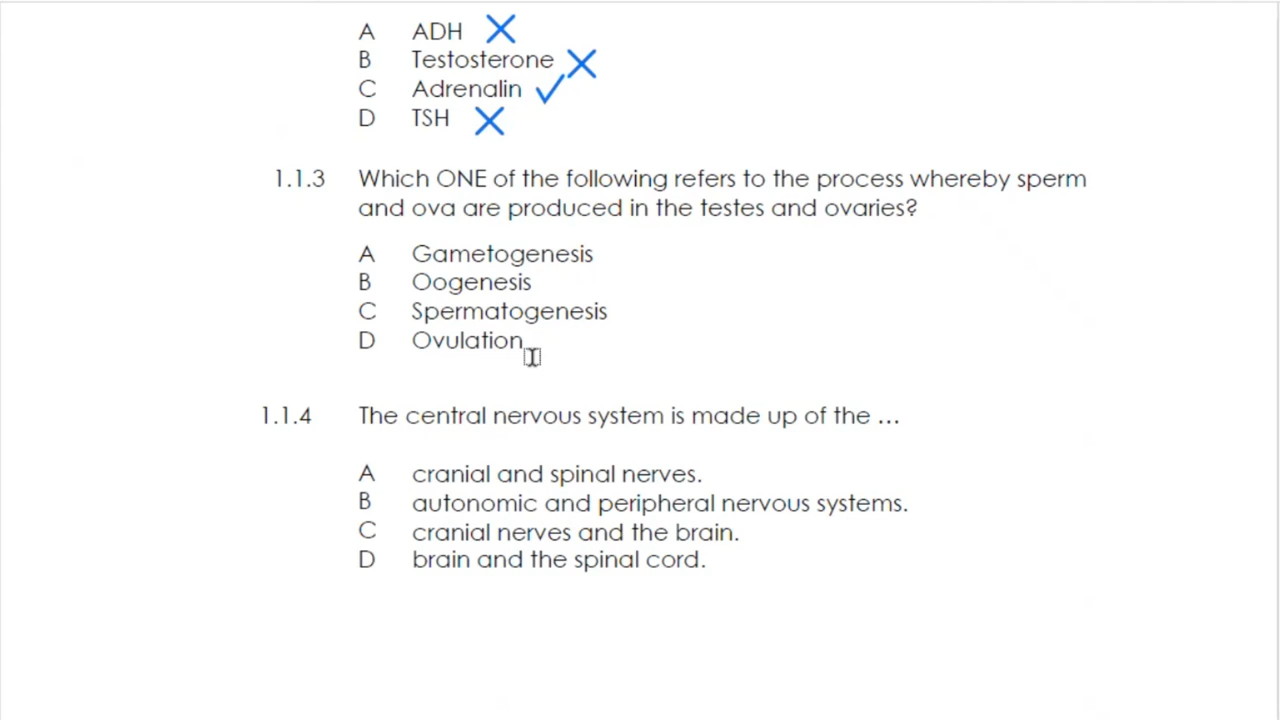 A ADH
B Testosterone
C Adrenalin
D TSH
1.1.3 Which ONE of the following refers to the process whereby sperm
and ova are produced in the testes and ovaries?
A Gametogenesis
B Oogenesis
C Spermatogenesis
D Ovulation
1.1.4 The central nervous system is made up of the ...
A cranial and spinal nerves.
B autonomic and peripheral nervous systems.
C cranial nerves and the brain.
D brain and the spinal cord.